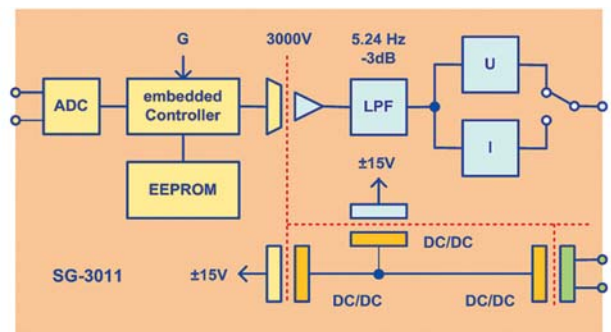 G
3000V
5.24 Hz
-3dB
ADC
embedded
Controller
LPF
U
I
EEPROM
±15V
SG-3011
±15V
DC/DC
DC/DC
DC/DC